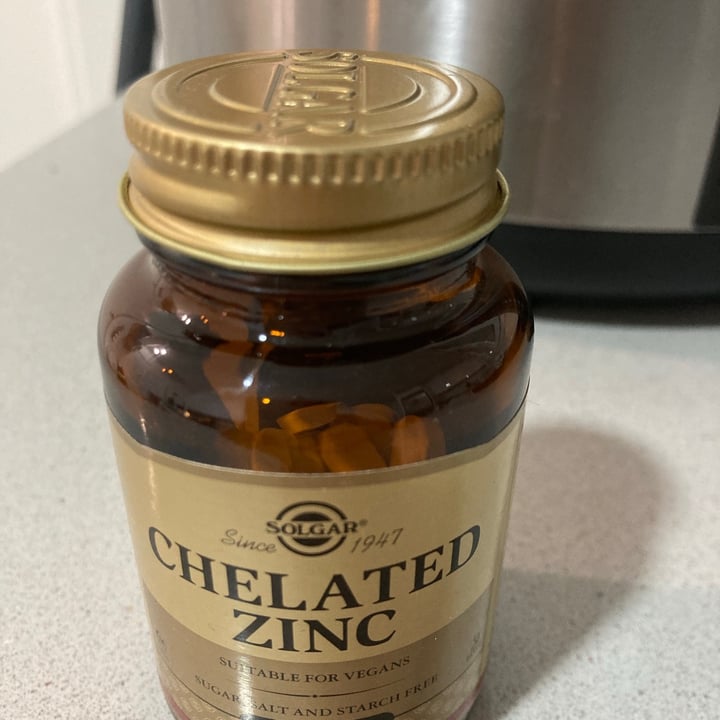 SOLGAR
SOLGAR®
Since 1947
CHELATED
ZINC
SUITABLE FOR VEGANS
SUGAR, SALT AND STARCH FREE